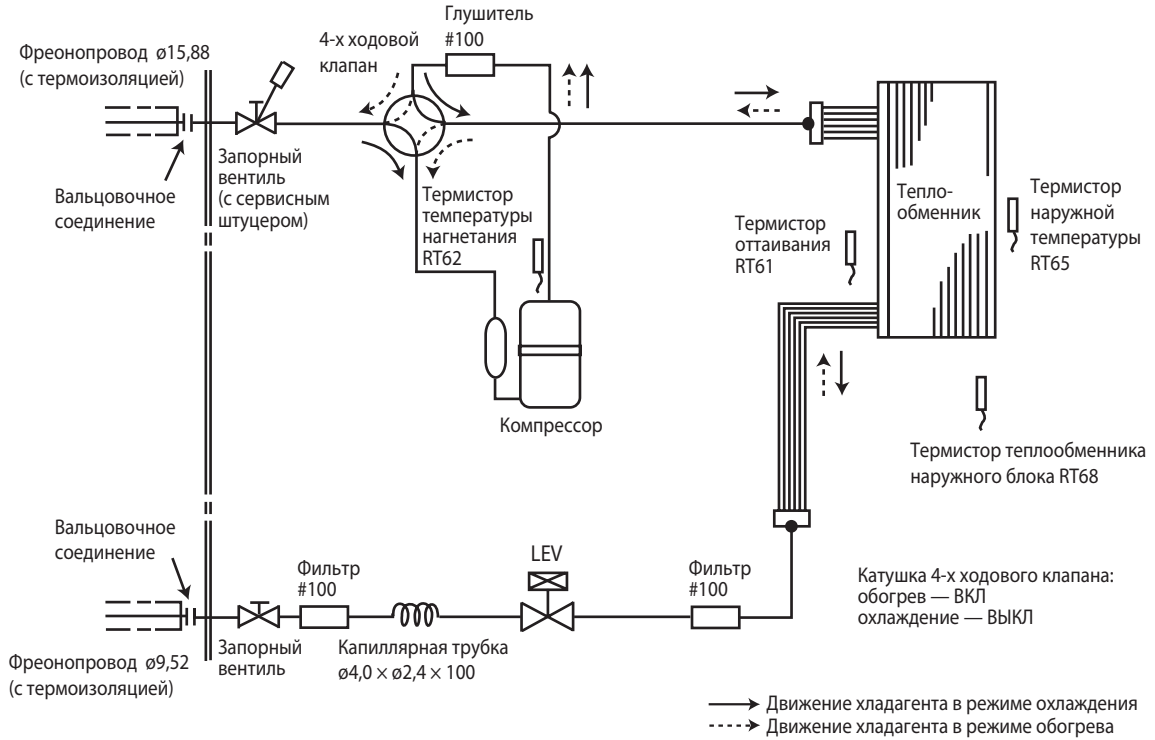 Глушитель
#100
4-х ходовой
клапан
Фреонопровод ø15,88
(с термоизоляцией)
Вальцовочное
соединение
Запорный
вентиль
(с сервисным
штуцером)
Термистор
температуры
нагнетания
RT62
Компрессор
Термистор
оттаивания
RT61
Тепло-
обменник
Термистор
наружной
температуры
RT65
Термистор теплообменника
наружного блока RT68
Вальцовочное
соединение
Фреонопровод ø9,52
(с термоизоляцией)
Запорный
вентиль
Фильтр
#100
Капиллярная трубка
ø4,0 × ø2,4 × 100
LEV
Фильтр
#100
Катушка 4-х ходового клапана:
обогрев — ВКЛ
охлаждение — ВЫКЛ
Движение хладагента в режиме охлаждения
Движение хладагента в режиме обогрева